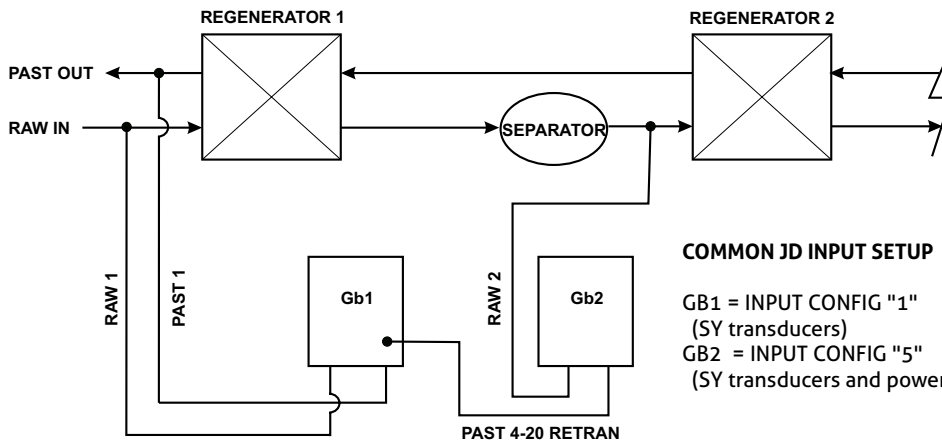 REGENERATOR 1
REGENERATOR 2
PAST OUT
RAW IN
SEPARATOR
RAW 1
PAST 1
Gb1
RAW 2
Gb2
COMMON JD INPUT SETUP
GB1 = INPUT CONFIG "1"
(SY transducers)
GB2 = INPUT CONFIG "5"
(SY transducers and power
PAST 4-20 RETRAN